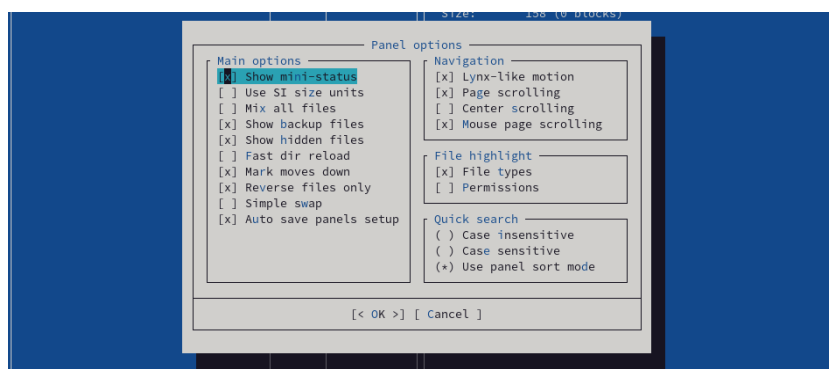 Size: 158 (0 blocks)
Panel options
Main options
[x] Show mini-status
[ ] Use SI size units
[ ] Mix all files
[x] Show backup files
[x] Show hidden files
[ ] Fast dir reload
[x] Mark moves down
[x] Reverse files only
[ ] Simple swap
[x] Auto save panels setup
Navigation
[x] Lynx-like motion
[x] Page scrolling
[ ] Center scrolling
[x] Mouse page scrolling
File highlight
[x] File types
[ ] Permissions
Quick search
( ) Case insensitive
( ) Case sensitive
(*) Use panel sort mode
[< OK >] [ Cancel ]